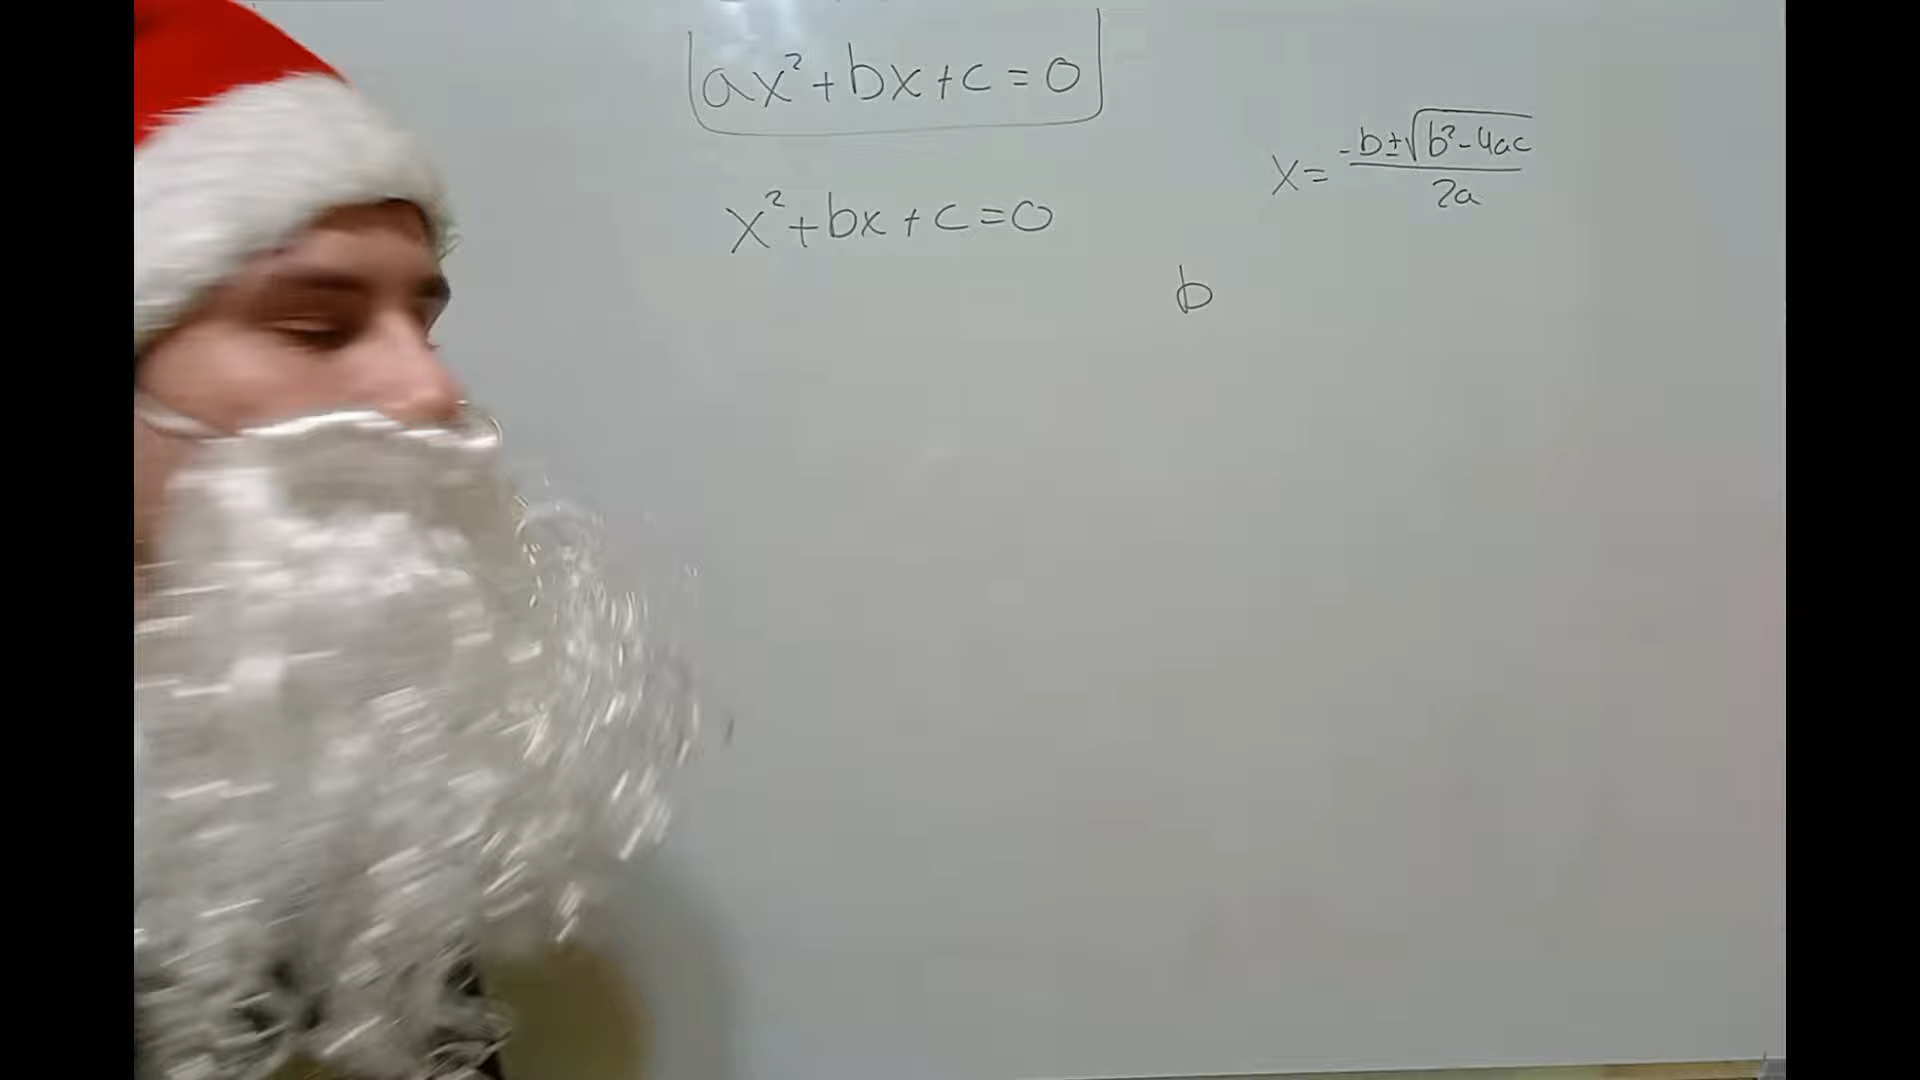 ax²+bx+c=0
x²+bx+c=0
x= -b±√b²-4ac / 2a
b